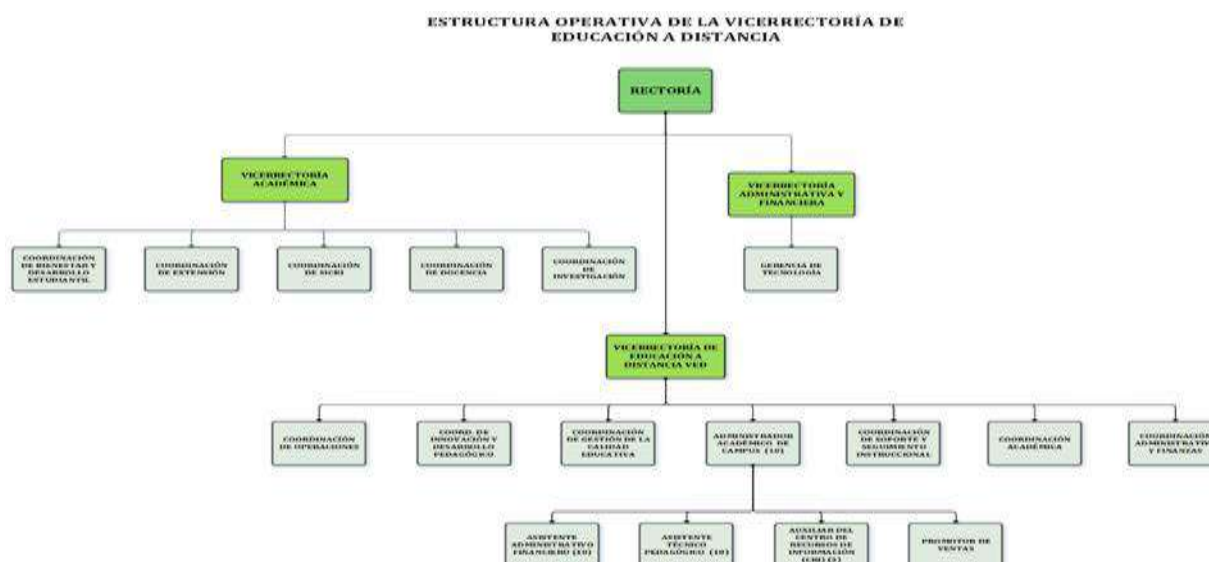 ESTRUCTURA OPERATIVA DE LA VICERRECTORÍA DE
EDUCACIÓN A DISTANCIA
RECTORÍA
VICERRECTORÍA
ACADÉMICA
VICERRECTORÍA
ADMINISTRATIVA Y
FINANCIERA
COORDINACIÓN
DE BIENESTAR Y
DESARROLLO
ESTUDIANTIL
COORDINACIÓN
DE EXTENSIÓN
COORDINACIÓN
DE
COORDINACIÓN
DE DOCENCIA
COORDINACIÓN
DE
INVESTIGACIÓN
GERENCIA DE
TECNOLOGÍA
VICERRECTORÍA DE
EDUCACIÓN A
DISTANCIA VED
COORDINACIÓN
DE OPERACIONES
COORD. DE
INNOVACIÓN Y
DESARROLLO
PEDAGÓGICO
COORDINACIÓN
DE GESTIÓN DE LA
CALIDAD
EDUCATIVA
ADMINISTRADOR
ACADÉMICO DE
CAMPUS (10)
COORDINACIÓN
DE SOPORTE Y
SEGUIMIENTO
INSTRUCCIONAL
COORDINACIÓN
ACADÉMICA
COORDINACIÓN
ADMINISTRATIVA
Y FINANZAS
ASISTENTE
ADMINISTRATIVO
FINANCIERO (10)
ASISTENTE
TÉCNICO
PEDAGÓGICO (10)
AUXILIAR DEL
CENTRO DE
RECURSOS DE
INFORMACIÓN
PROMOTOR DE
VENTAS